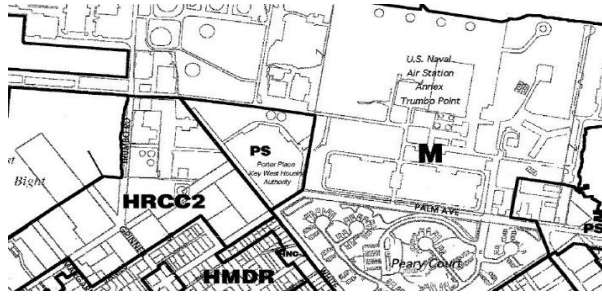 U.S. Naval
Air Station
Annex
Trumbo Point
PS
Porter Place
Key West Housing
Authority
M
Bight
HRCC2
PALM AVE
PS
HNC
Peary Court
HMDR